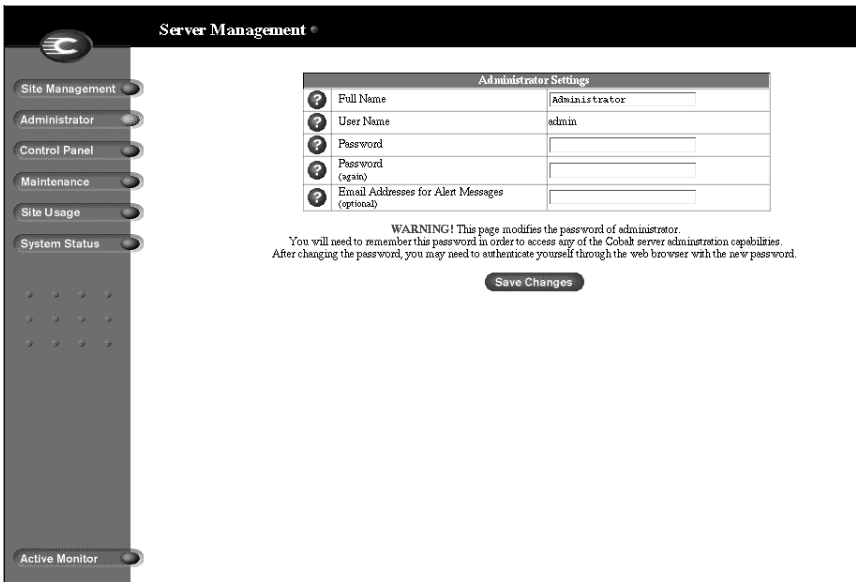 Server Management
Site Management
Administrator
Control Panel
Maintenance
Site Usage
System Status
Active Monitor
Administrator Settings
? Full Name Administrator
? User Name admin
? Password
? Password
(again)
? Email Addresses for Alert Messages
(optional)
WARNING! This page modifies the password of administrator.
You will need to remember this password in order to access any of the Cobalt server adminstration capabilities.
After changing the password, you may need to authenticate yourself through the web browser with the new password.
Save Changes